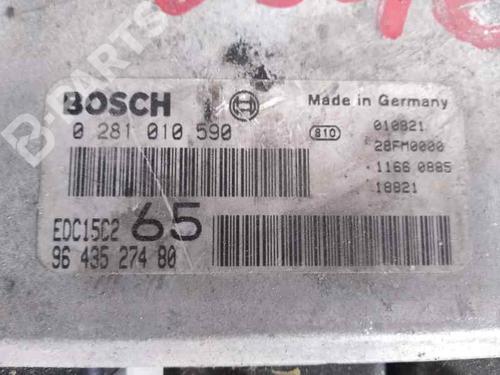 B-PARTS
BOSCH
Made in Germany
0 281 010 590
810
010821
28FM0000
1166 0885
18821
EDC15C2 65
96 435 274 80